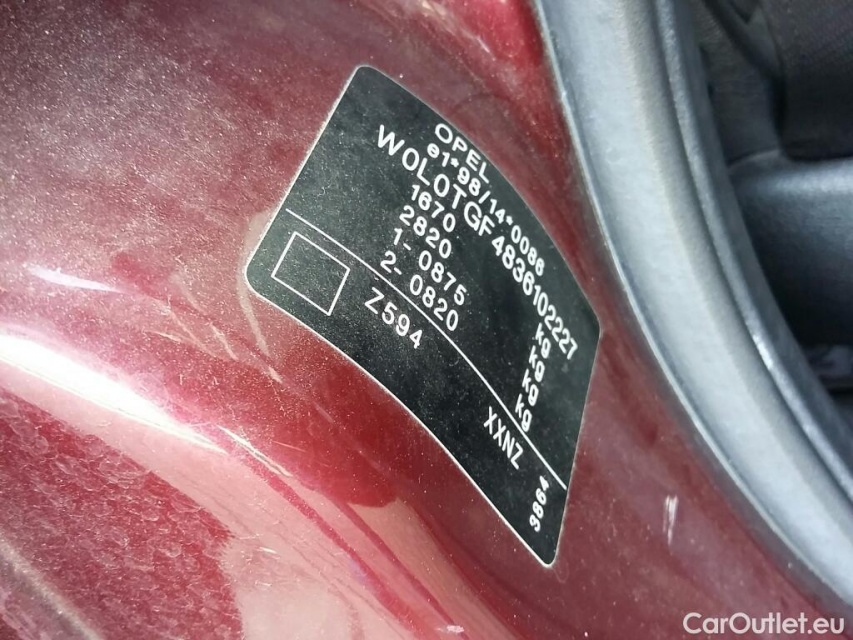 OPEL
e1*98/14*0086
W0L0TGF4836102227
1670 kg
2820 kg
1- 0875 kg
2- 0820 kg
Z594 XXNZ 3864
CarOutlet.eu